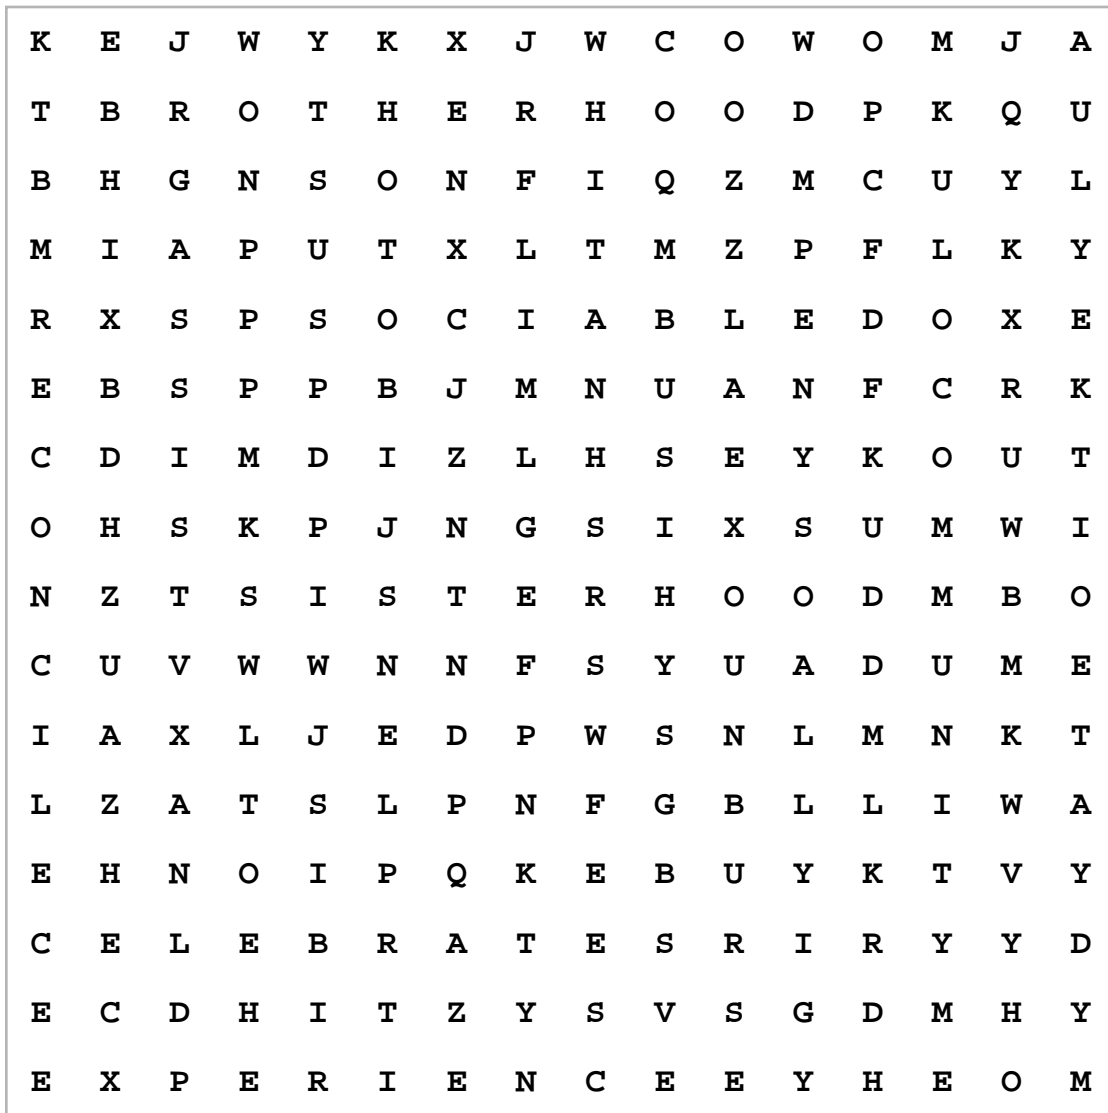 K E J W Y K X J W C O W O M J A
T B R O T H E R H O O D P K Q U
B H G N S O N F I Q Z M C U Y L
M I A P U T X L T M Z P F L K Y
R X S P S O C I A B L E D O X E
E B S P P B J M N U A N F C R K
C D I M D I Z L H S E Y K O U T
O H S K P J N G S I X S U M W I
N Z T S I S T E R H O O D M B O
C U V W W N N F S Y U A D U M E
I A X L J E D P W S N L M N K T
L Z A T S L P N F G B L L I W A
E H N O I P Q K E B U Y K T V Y
C E L E B R A T E S R I R Y Y D
E C D H I T Z Y S V S G D M H Y
E X P E R I E N C E E Y H E O M